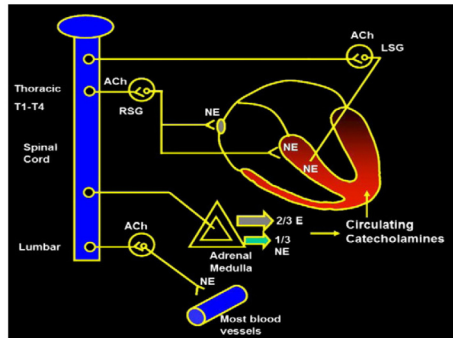 ACh
LSG
Thoracic
T1-T4
ACh
RSG
NE
NE
NE
Spinal
Cord
2/3 E
1/3
NE
Circulating
Catecholamines
Adrenal
Medulla
Lumbar
ACh
NE
Most blood
vessels